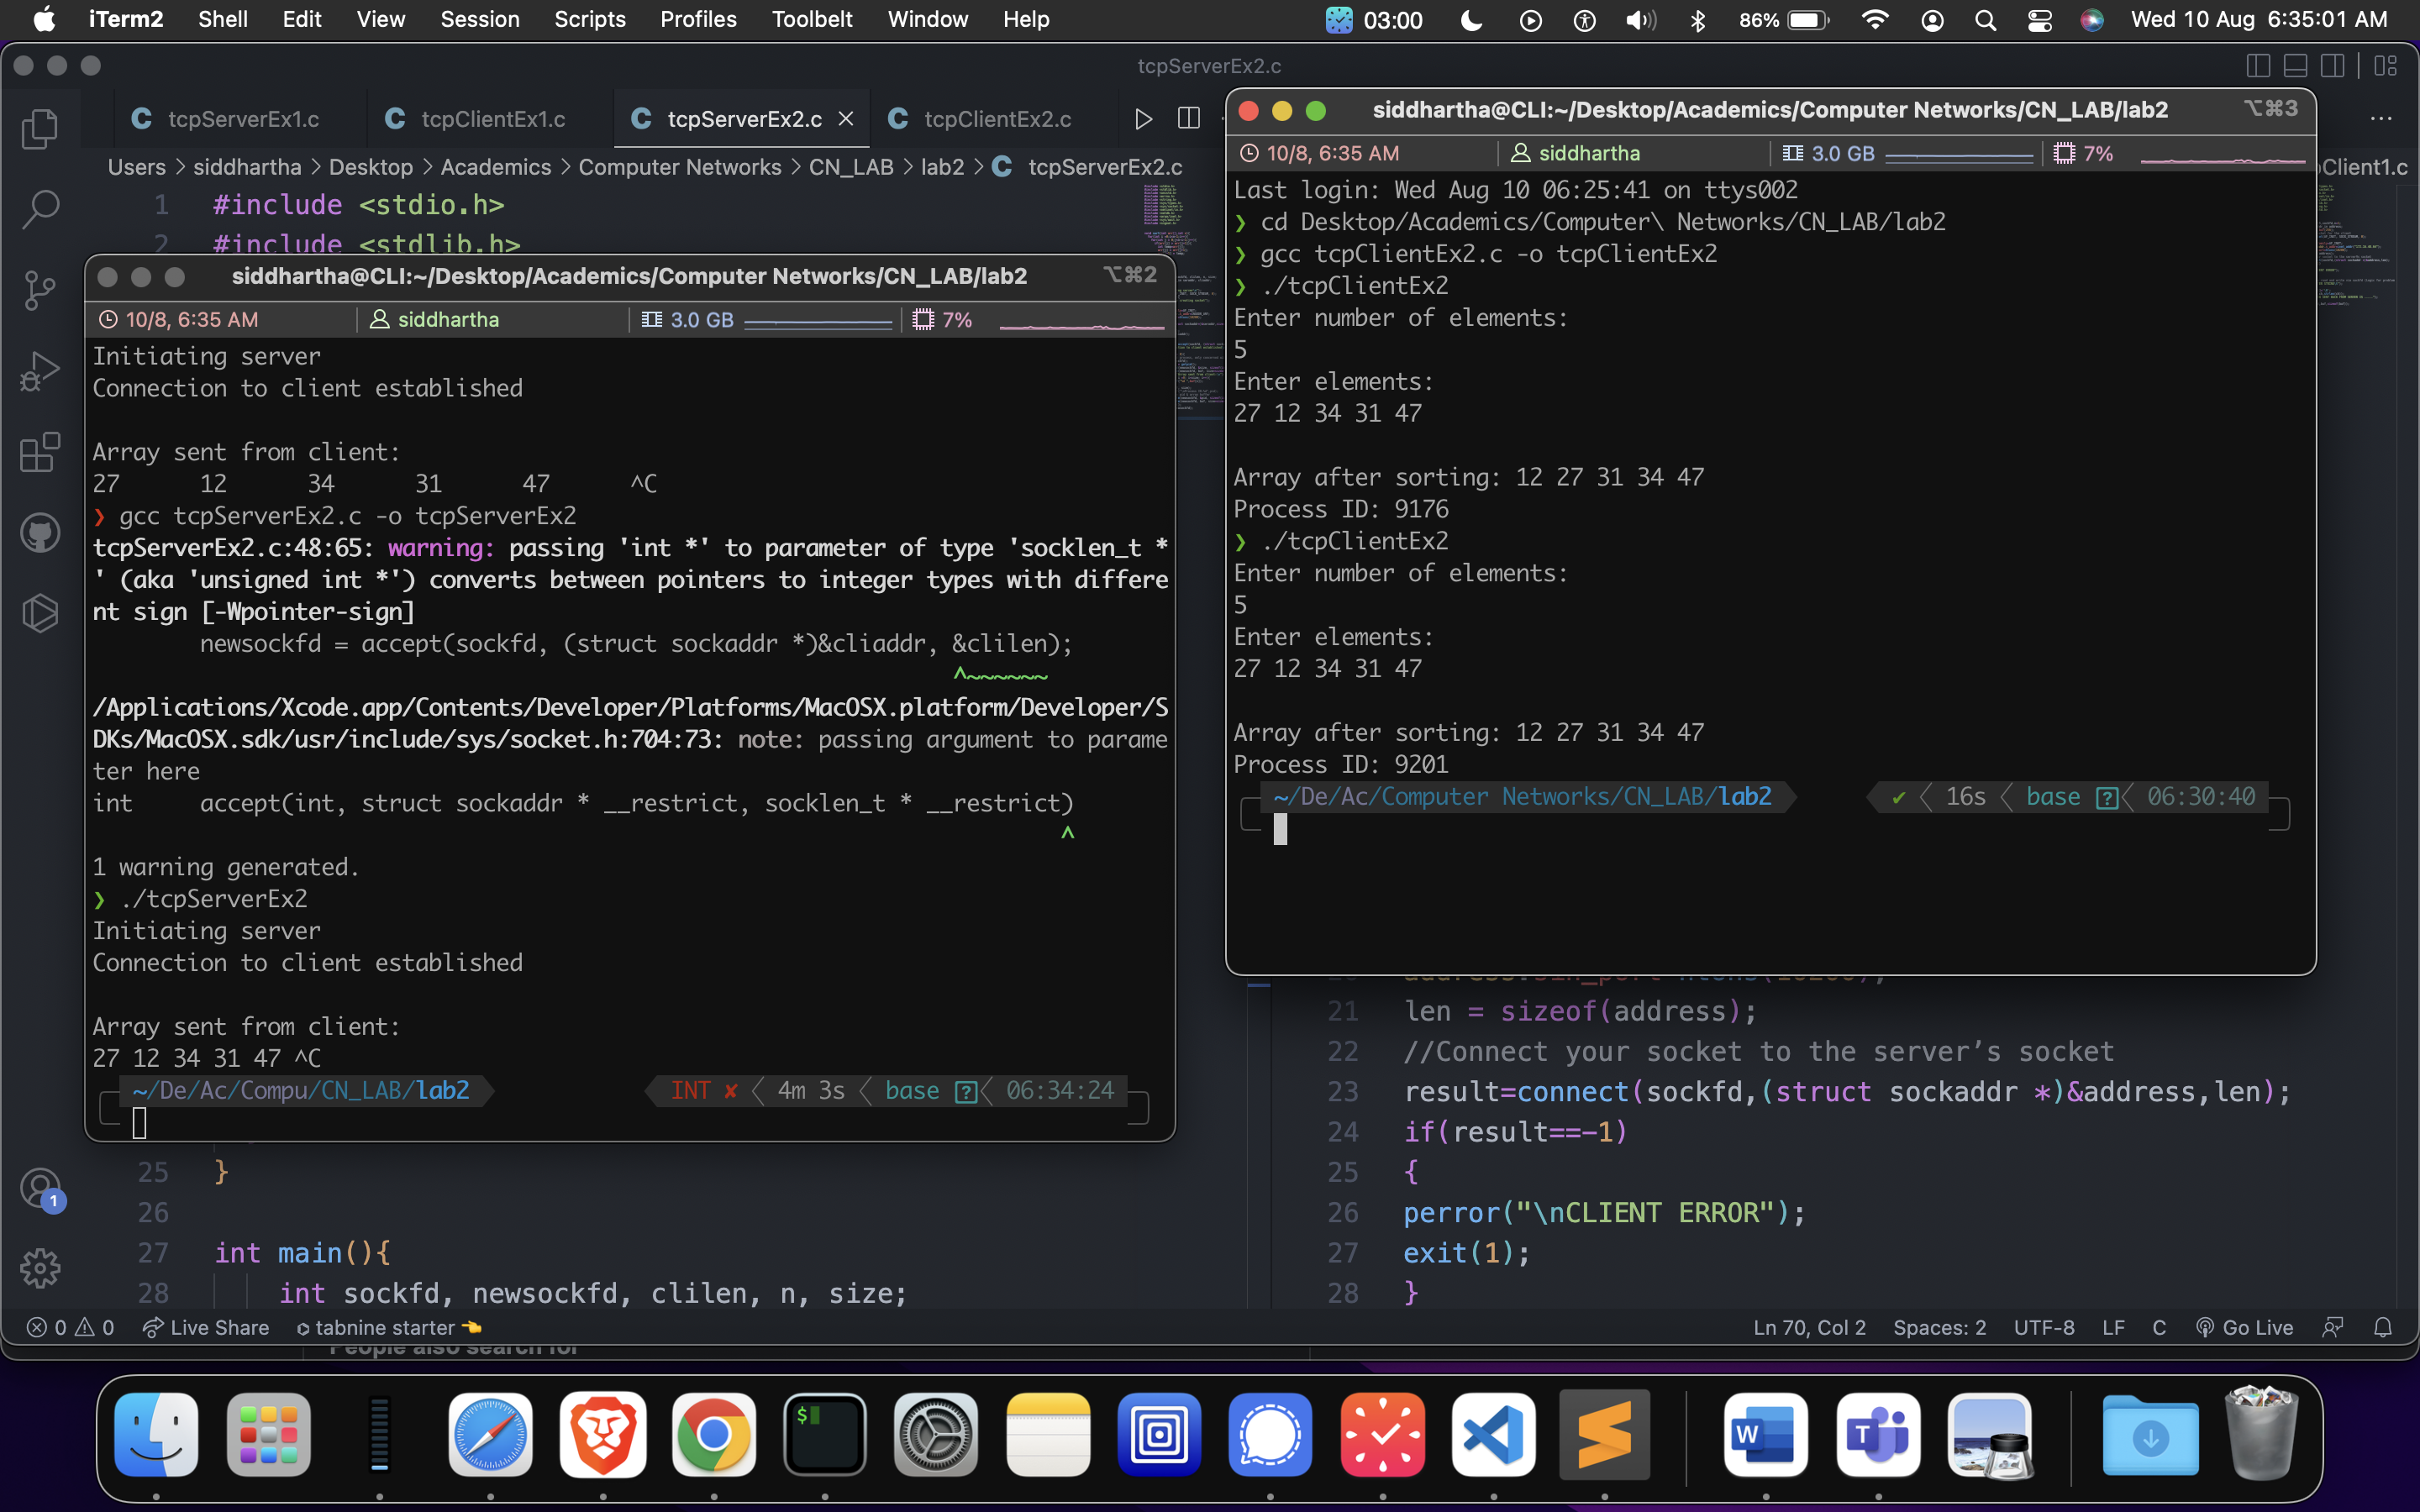 iTerm2 Shell Edit View Session Scripts Profiles Toolbelt Window Help 03:00 86% Wed 10 Aug 6:35:01 AM
tcpServerEx2.c
tcpServerEx1.c tcpClientEx1.c tcpServerEx2.c tcpClientEx2.c
Users > siddhartha > Desktop > Academics > Computer Networks > CN_LAB > lab2 > tcpServerEx2.c
pClient1.c
1 #include <stdio.h>
2 #include <stdlib.h>
siddhartha@CLI:~/Desktop/Academics/Computer Networks/CN_LAB/lab2 ⌥⌘2
10/8, 6:35 AM siddhartha 3.0 GB 7%
Initiating server
Connection to client established
Array sent from client:
27 12 34 31 47 ^C
❯ gcc tcpServerEx2.c -o tcpServerEx2
tcpServerEx2.c:48:65: warning: passing 'int *' to parameter of type 'socklen_t *
' (aka 'unsigned int *') converts between pointers to integer types with differe
nt sign [-Wpointer-sign]
newsockfd = accept(sockfd, (struct sockaddr *)&cliaddr, &clilen);
^~~~~~~
/Applications/Xcode.app/Contents/Developer/Platforms/MacOSX.platform/Developer/S
DKs/MacOSX.sdk/usr/include/sys/socket.h:704:73: note: passing argument to parame
ter here
int accept(int, struct sockaddr * __restrict, socklen_t * __restrict)
^
1 warning generated.
❯ ./tcpServerEx2
Initiating server
Connection to client established
Array sent from client:
27 12 34 31 47 ^C
~/De/Ac/Compu/CN_LAB/lab2 INT ✘ 4m 3s base 06:34:24
siddhartha@CLI:~/Desktop/Academics/Computer Networks/CN_LAB/lab2 ⌥⌘3
10/8, 6:35 AM siddhartha 3.0 GB 7%
Last login: Wed Aug 10 06:25:41 on ttys002
❯ cd Desktop/Academics/Computer\ Networks/CN_LAB/lab2
❯ gcc tcpClientEx2.c -o tcpClientEx2
❯ ./tcpClientEx2
Enter number of elements:
5
Enter elements:
27 12 34 31 47
Array after sorting: 12 27 31 34 47
Process ID: 9176
❯ ./tcpClientEx2
Enter number of elements:
5
Enter elements:
27 12 34 31 47
Array after sorting: 12 27 31 34 47
Process ID: 9201
~/De/Ac/Computer Networks/CN_LAB/lab2 ✔ 16s base 06:30:40
25 }
26
27 int main(){
28 int sockfd, newsockfd, clilen, n, size;
21 len = sizeof(address);
22 //Connect your socket to the server’s socket
23 result=connect(sockfd,(struct sockaddr *)&address,len);
24 if(result==-1)
25 {
26 perror("\nCLIENT ERROR");
27 exit(1);
28 }
1
0 0 Live Share tabnine starter Ln 70, Col 2 Spaces: 2 UTF-8 LF C Go Live
People also search for
$
W T